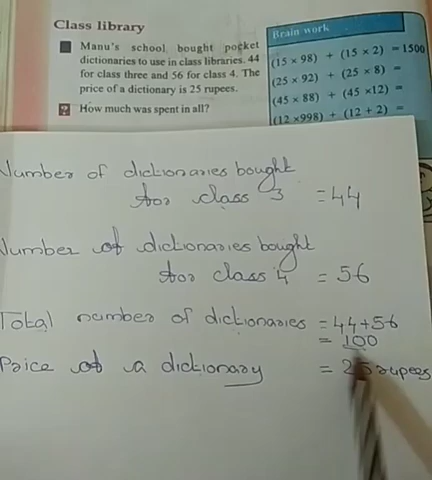 Class library
Manu's school bought pocket
dictionaries to use in class libraries. 44
for class three and 56 for class 4. The
price of a dictionary is 25 rupees.
How much was spent in all?
Brain work
(15 × 98) + (15 × 2) = 1500
(25 × 92) + (25 × 8) =
(45 × 88) + (45 ×12) =
(12 ×998) + (12 + 2) =
Number of dictionaries bought
for class 3 = 44
Number of dictionaries bought
for class 4 = 56
Total number of dictionaries = 44+56
= 100
Price of a dictionary = 25 rupees